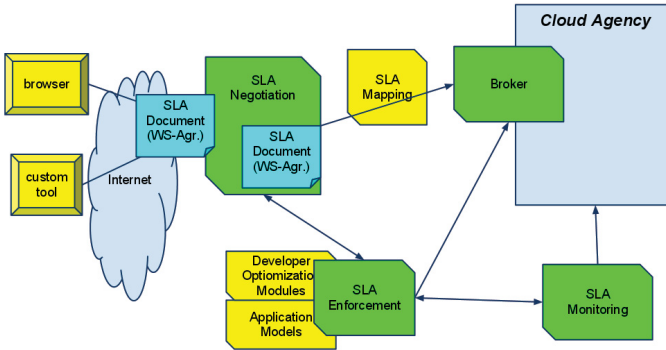 Cloud Agency
browser
SLA
Document
(WS-Agr.)
SLA
Negotiation
SLA
Mapping
Broker
SLA
Document
(WS-Agr.)
custom
tool
Internet
Developer
Optiomization
Modules
SLA
Enforcement
Application
Models
SLA
Monitoring